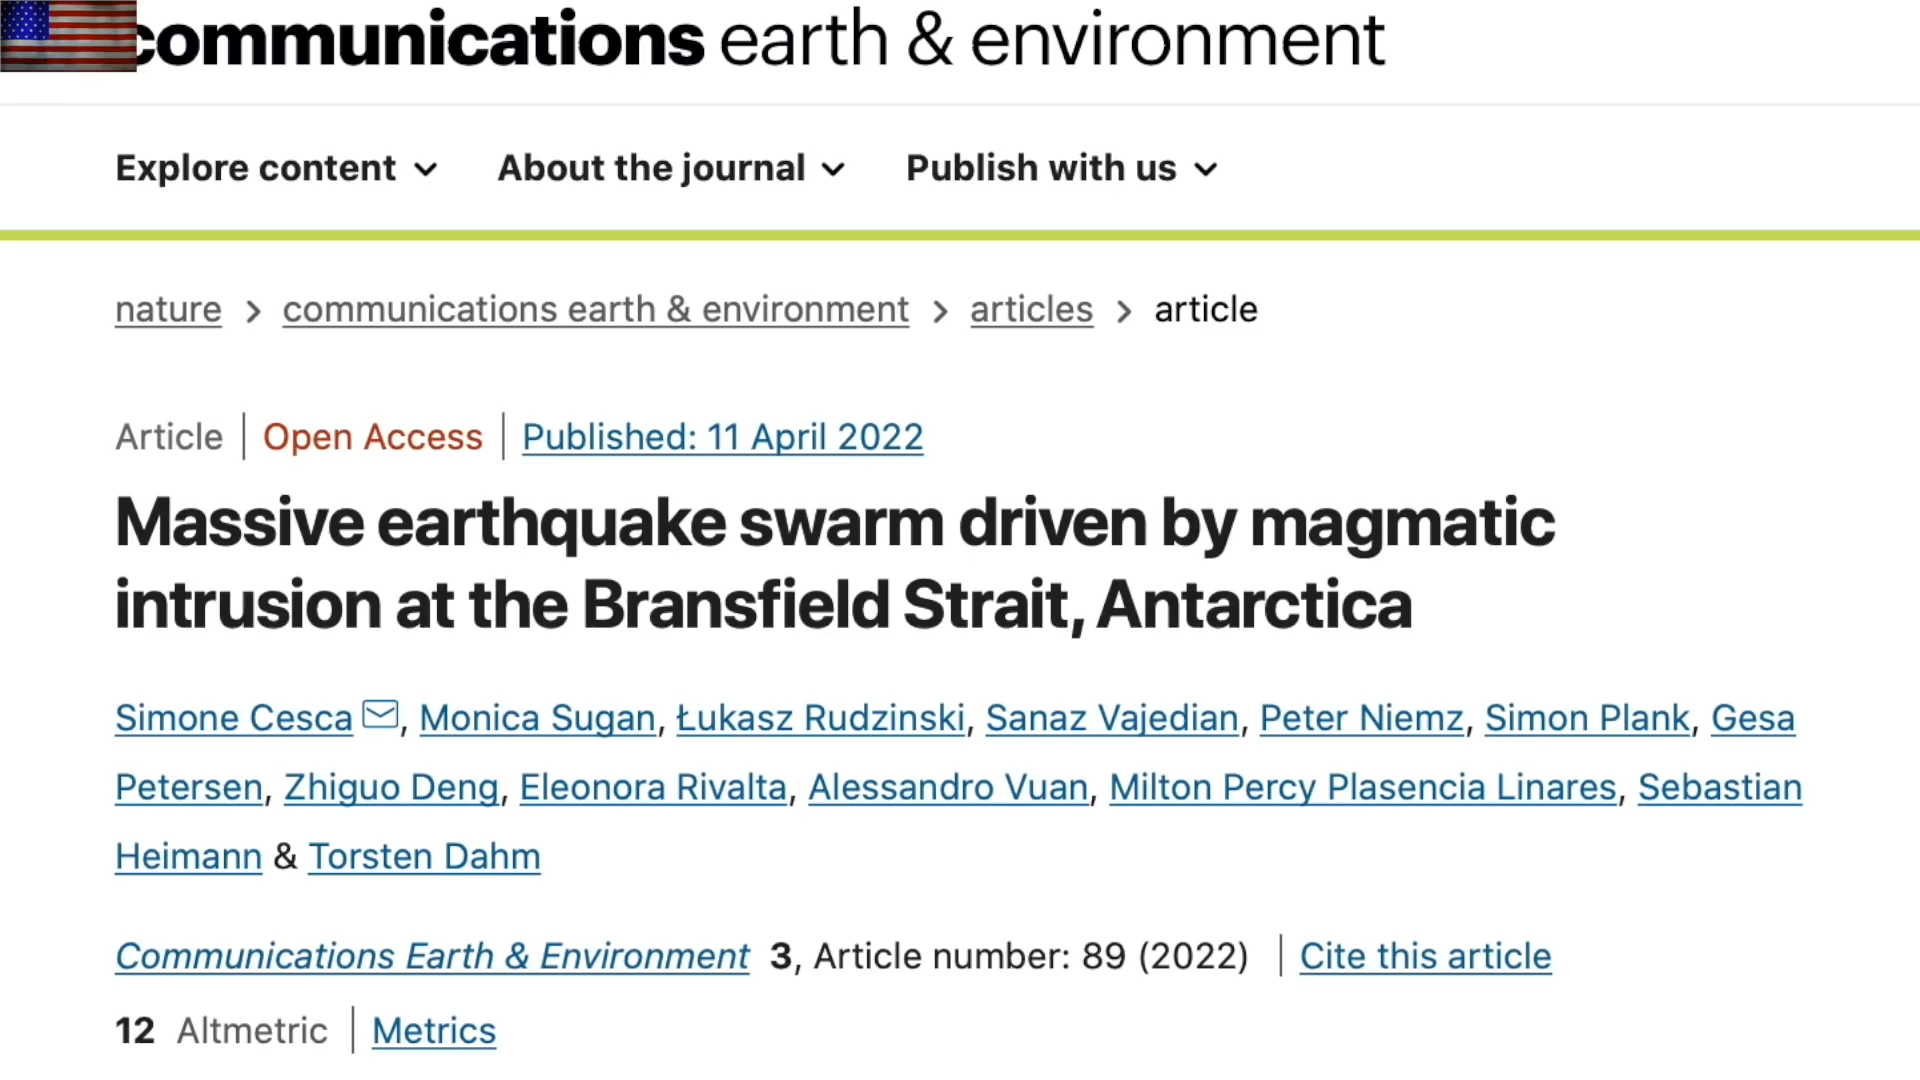 communications earth & environment
Explore content About the journal Publish with us
nature > communications earth & environment > articles > article
Article | Open Access | Published: 11 April 2022
Massive earthquake swarm driven by magmatic
intrusion at the Bransfield Strait, Antarctica
Simone Cesca, Monica Sugan, Łukasz Rudzinski, Sanaz Vajedian, Peter Niemz, Simon Plank, Gesa
Petersen, Zhiguo Deng, Eleonora Rivalta, Alessandro Vuan, Milton Percy Plasencia Linares, Sebastian
Heimann & Torsten Dahm
Communications Earth & Environment 3, Article number: 89 (2022) | Cite this article
12 Altmetric | Metrics